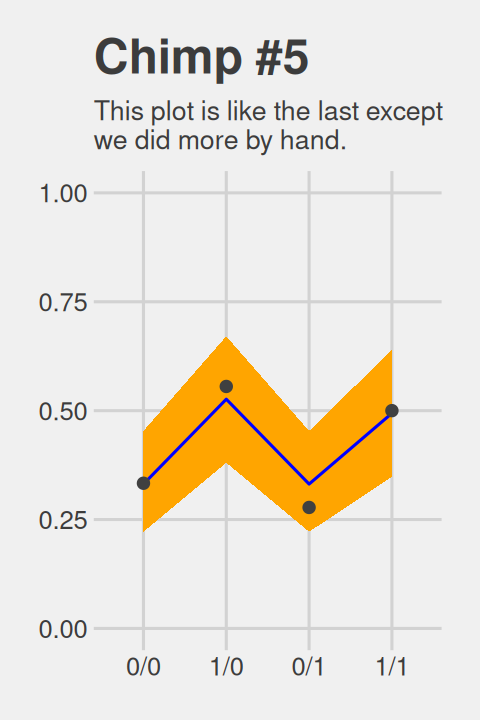 Chimp #5
This plot is like the last except
we did more by hand.
1.00
0.75
0.50
0.25
0.00
0/0 1/0 0/1 1/1